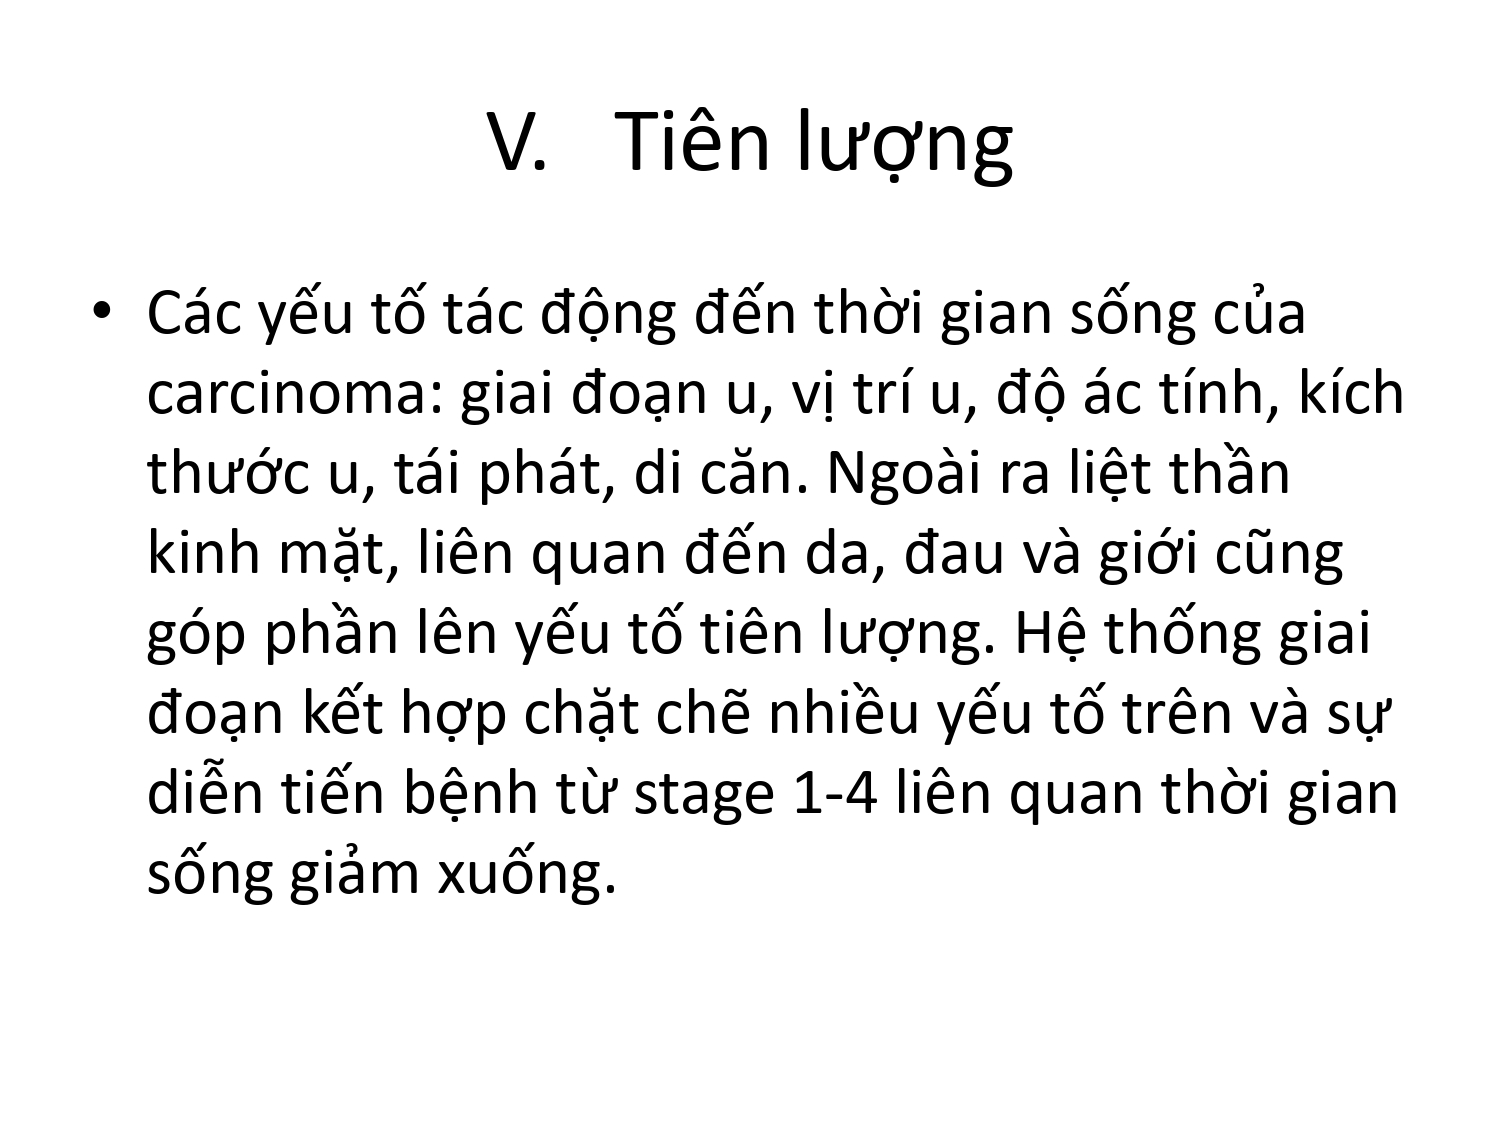 V. Tiên lượng
• Các yếu tố tác động đến thời gian sống của
carcinoma: giai đoạn u, vị trí u, độ ác tính, kích
thước u, tái phát, di căn. Ngoài ra liệt thần
kinh mặt, liên quan đến da, đau và giới cũng
góp phần lên yếu tố tiên lượng. Hệ thống giai
đoạn kết hợp chặt chẽ nhiều yếu tố trên và sự
diễn tiến bệnh từ stage 1-4 liên quan thời gian
sống giảm xuống.